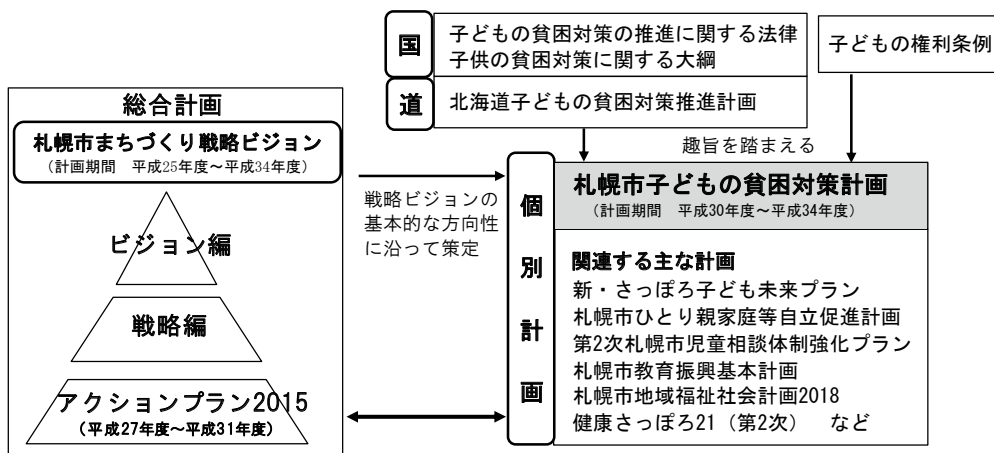 国
子どもの貧困対策の推進に関する法律
子供の貧困対策に関する大綱
子どもの権利条例
道
北海道子どもの貧困対策推進計画
趣旨を踏まえる
総合計画
札幌市まちづくり戦略ビジョン
(計画期間 平成25年度～平成34年度)
ビジョン編
戦略編
アクションプラン2015
(平成27年度～平成31年度)
戦略ビジョンの
基本的な方向性
に沿って策定
個別計画
札幌市子どもの貧困対策計画
(計画期間 平成30年度～平成34年度)
関連する主な計画
新・さっぽろ子ども未来プラン
札幌市ひとり親家庭等自立促進計画
第2次札幌市児童相談体制強化プラン
札幌市教育振興基本計画
札幌市地域福祉社会計画2018
健康さっぽろ21（第2次） など